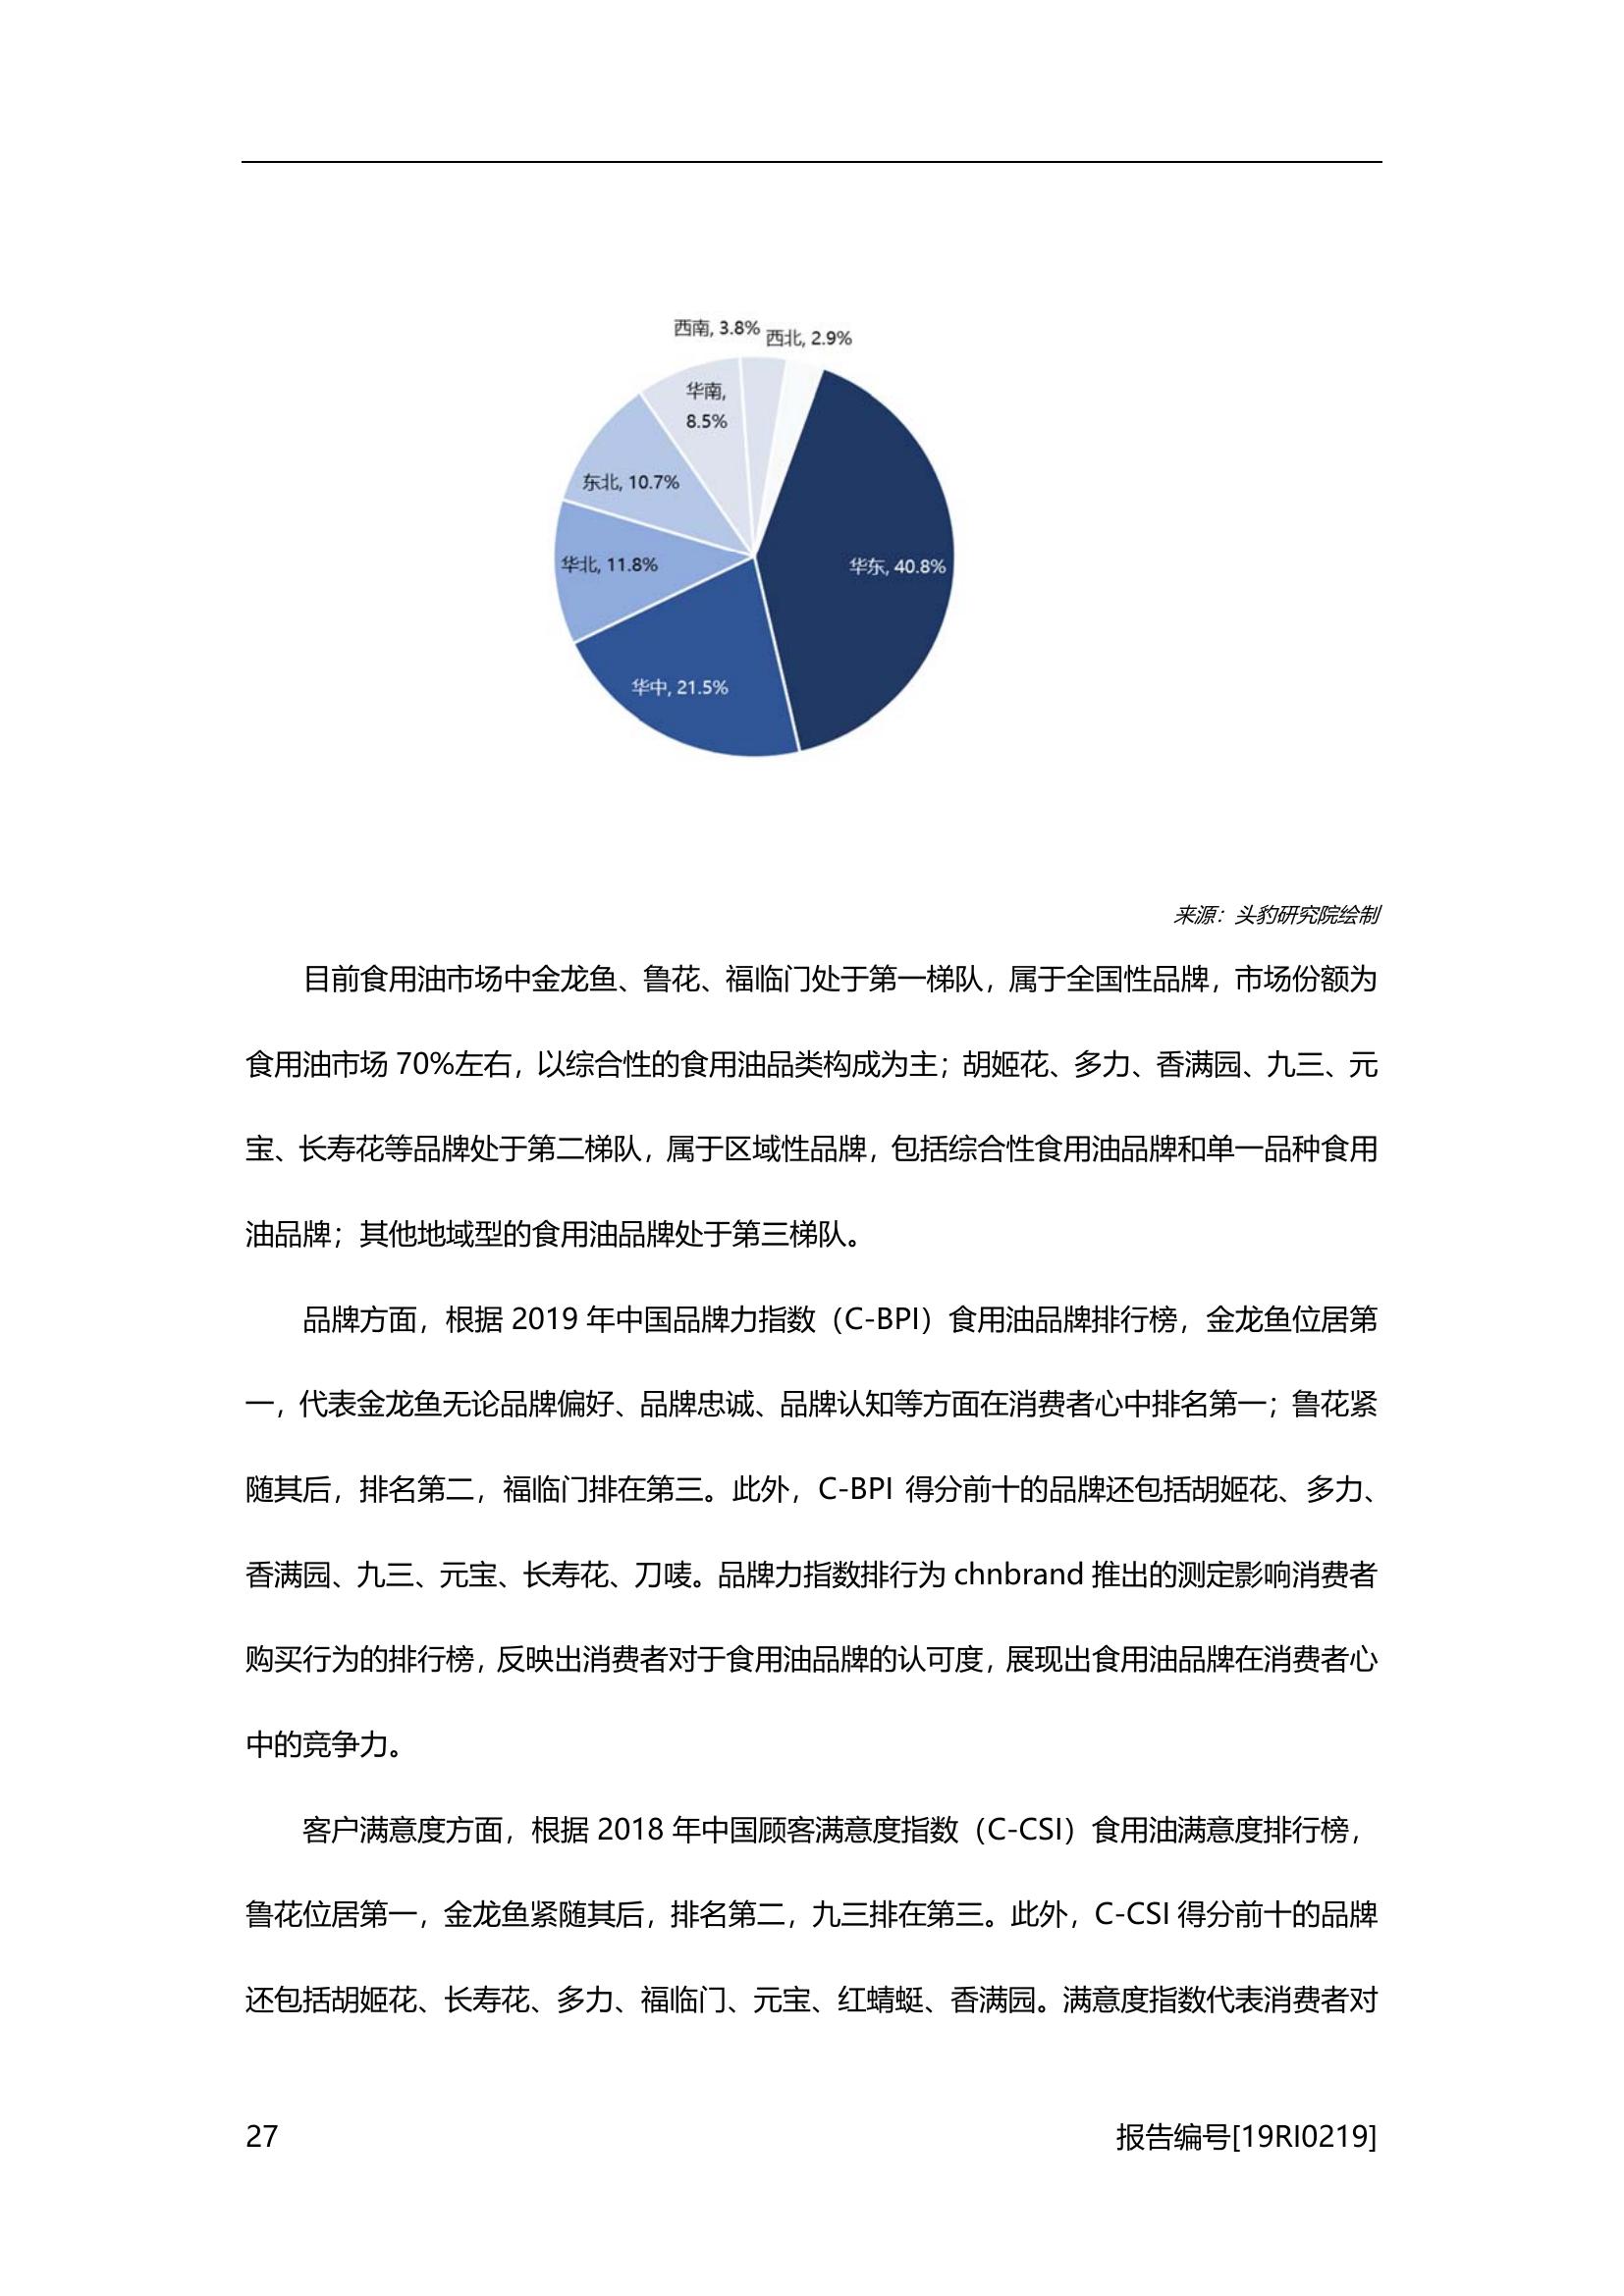 西南, 3.8%
西北, 2.9%
华南,
8.5%
东北, 10.7%
华北, 11.8%
华东, 40.8%
华中, 21.5%
来源：头豹研究院绘制
目前食用油市场中金龙鱼、鲁花、福临门处于第一梯队，属于全国性品牌，市场份额为
食用油市场 70%左右，以综合性的食用油品类构成为主；胡姬花、多力、香满园、九三、元
宝、长寿花等品牌处于第二梯队，属于区域性品牌，包括综合性食用油品牌和单一品种食用
油品牌；其他地域型的食用油品牌处于第三梯队。
品牌方面，根据 2019 年中国品牌力指数（C-BPI）食用油品牌排行榜，金龙鱼位居第
一，代表金龙鱼无论品牌偏好、品牌忠诚、品牌认知等方面在消费者心中排名第一；鲁花紧
随其后，排名第二，福临门排在第三。此外，C-BPI 得分前十的品牌还包括胡姬花、多力、
香满园、九三、元宝、长寿花、刀唛。品牌力指数排行为 chnbrand 推出的测定影响消费者
购买行为的排行榜，反映出消费者对于食用油品牌的认可度，展现出食用油品牌在消费者心
中的竞争力。
客户满意度方面，根据 2018 年中国顾客满意度指数（C-CSI）食用油满意度排行榜，
鲁花位居第一，金龙鱼紧随其后，排名第二，九三排在第三。此外，C-CSI 得分前十的品牌
还包括胡姬花、长寿花、多力、福临门、元宝、红蜻蜓、香满园。满意度指数代表消费者对
27
报告编号[19RI0219]